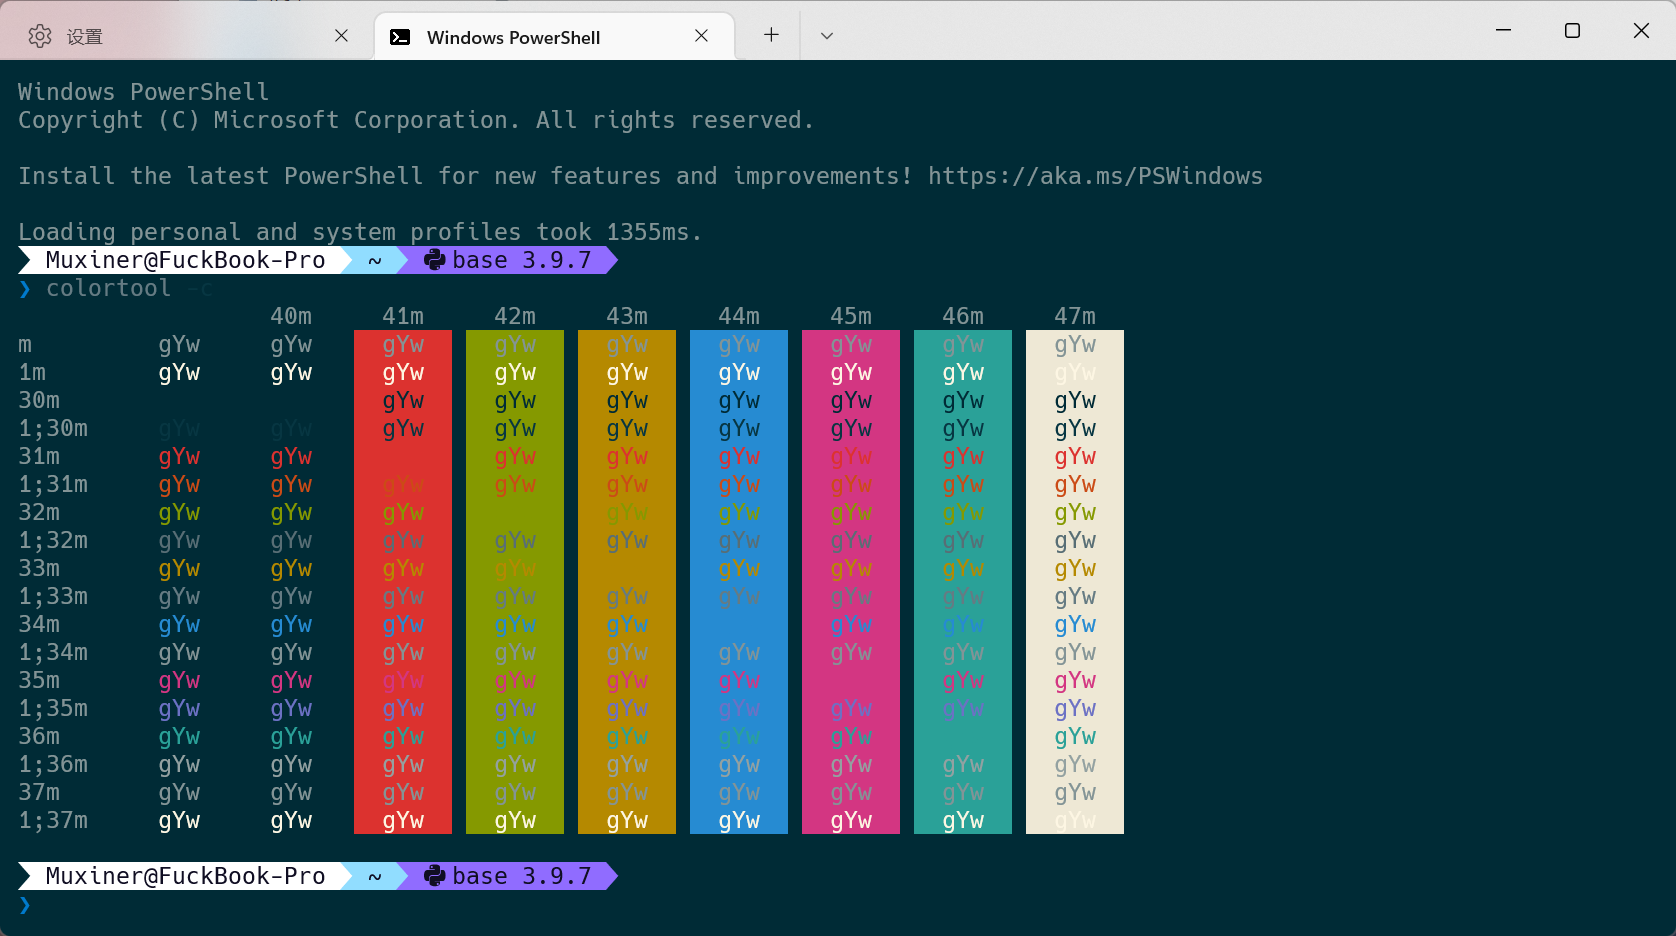 设置 Windows PowerShell
Windows PowerShell
Copyright (C) Microsoft Corporation. All rights reserved.
Install the latest PowerShell for new features and improvements! https://aka.ms/PSWindows
Loading personal and system profiles took 1355ms.
Muxiner@FuckBook-Pro ~ base 3.9.7
❯ colortool -c
40m 41m 42m 43m 44m 45m 46m 47m
m gYw gYw gYw gYw gYw gYw gYw gYw gYw
1m gYw gYw gYw gYw gYw gYw gYw gYw gYw
30m gYw gYw gYw gYw gYw gYw gYw
1;30m gYw gYw gYw gYw gYw gYw gYw gYw gYw
31m gYw gYw gYw gYw gYw gYw gYw gYw
1;31m gYw gYw gYw gYw gYw gYw gYw gYw gYw
32m gYw gYw gYw gYw gYw gYw gYw gYw
1;32m gYw gYw gYw gYw gYw gYw gYw gYw gYw
33m gYw gYw gYw gYw gYw gYw gYw gYw
1;33m gYw gYw gYw gYw gYw gYw gYw gYw gYw
34m gYw gYw gYw gYw gYw gYw gYw gYw
1;34m gYw gYw gYw gYw gYw gYw gYw gYw gYw
35m gYw gYw gYw gYw gYw gYw gYw gYw
1;35m gYw gYw gYw gYw gYw gYw gYw gYw gYw
36m gYw gYw gYw gYw gYw gYw gYw gYw
1;36m gYw gYw gYw gYw gYw gYw gYw gYw gYw
37m gYw gYw gYw gYw gYw gYw gYw gYw gYw
1;37m gYw gYw gYw gYw gYw gYw gYw gYw gYw
Muxiner@FuckBook-Pro ~ base 3.9.7
❯